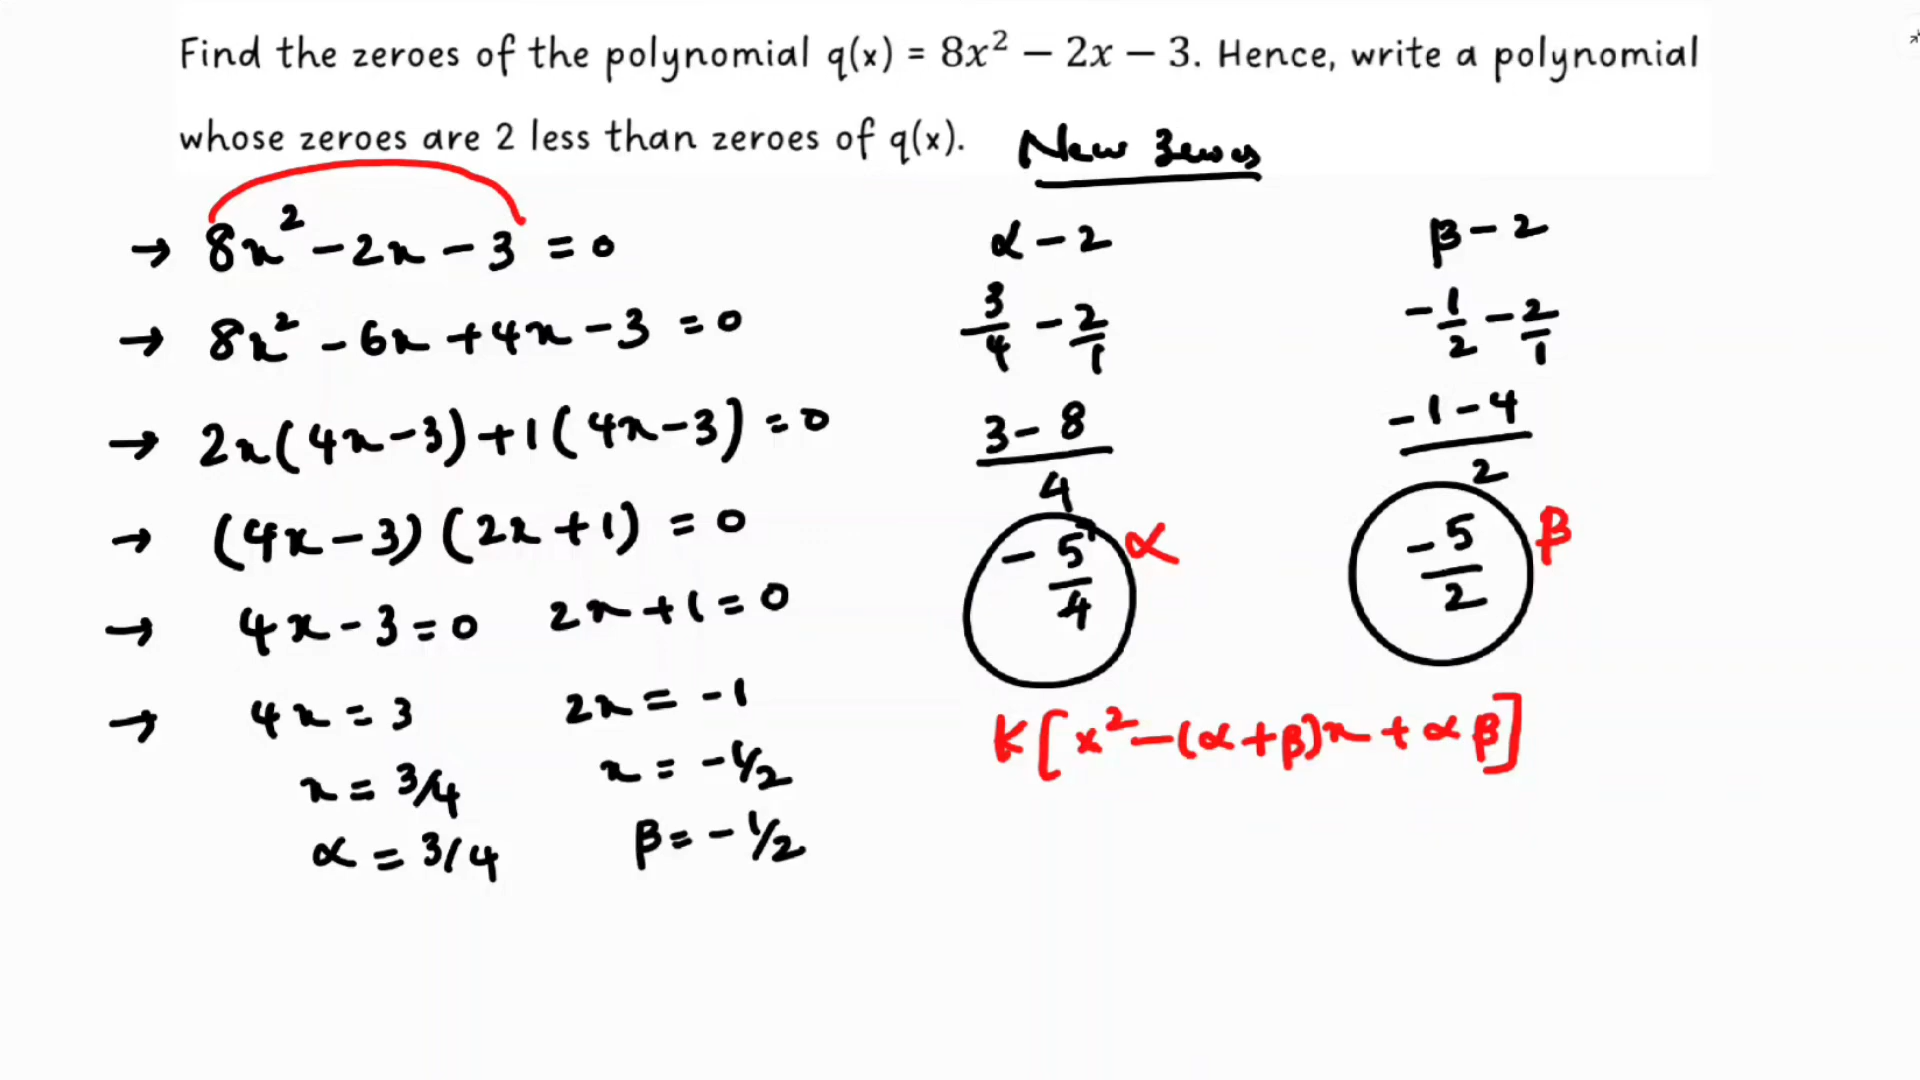 Find the zeroes of the polynomial q(x) = 8x² − 2x − 3. Hence, write a polynomial
whose zeroes are 2 less than zeroes of q(x).
New Zeroes
→ 8x² − 2x − 3 = 0
→ 8x² − 6x + 4x − 3 = 0
→ 2x(4x−3)+1(4x−3) = 0
→ (4x−3)(2x+1) = 0
→ 4x−3=0 2x+1=0
→ 4x = 3 2x = −1
x = 3/4 x = −1/2
α = 3/4 β = −1/2
α − 2
3/4 − 2/1
3 − 8
4
−5/4 α
β − 2
−1/2 − 2/1
−1−4
2
−5/2 β
K[x²−(α+β)x + αβ]